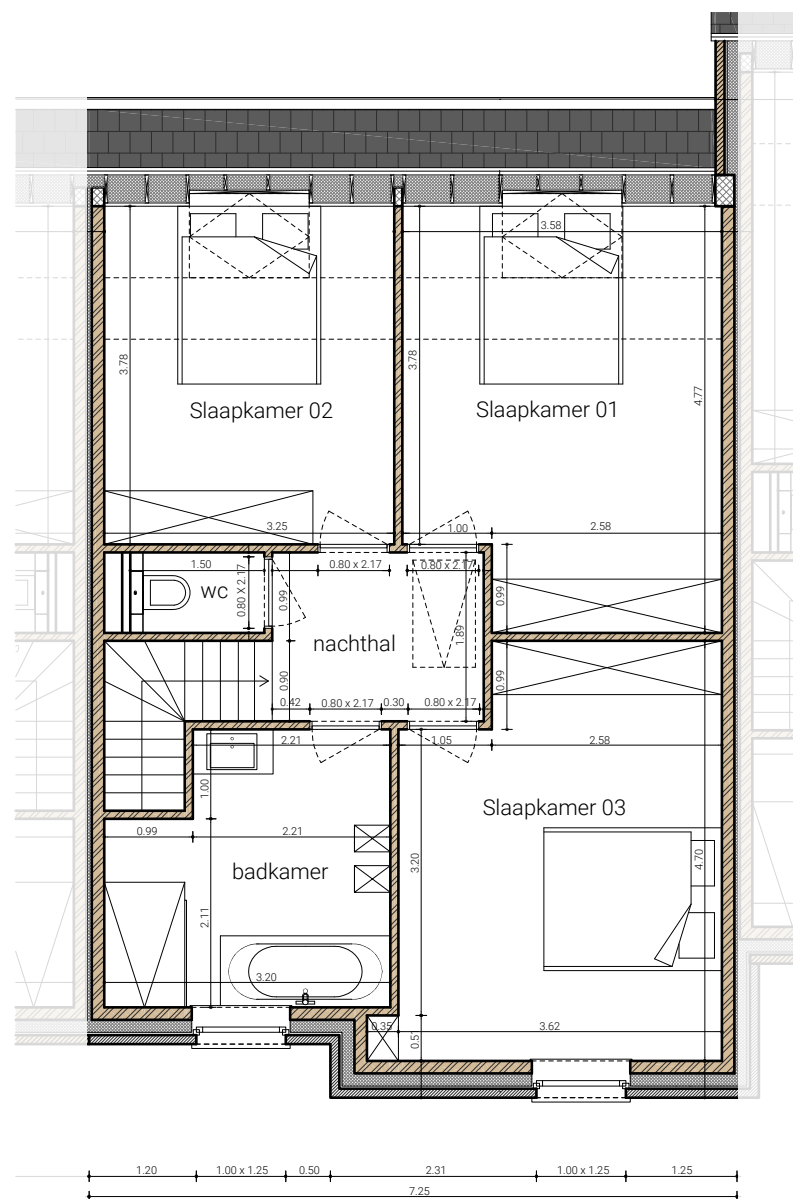 3.58
3.78
3.78
4.77
Slaapkamer 02
Slaapkamer 01
3.25
1.00
2.58
1.50
0.80 x 2.17
0.80 x 2.17
WC
0.80 x 2.17
0.99
0.99
nachthal
1.89
0.90
0.99
0.42
0.80 x 2.17
0.30
0.80 x 2.17
2.21
1.05
2.58
1.00
Slaapkamer 03
0.99
2.21
3.20
4.70
badkamer
2.11
3.20
0.35
3.62
0.51
1.20
1.00 x 1.25
0.50
2.31
1.00 x 1.25
1.25
7.25